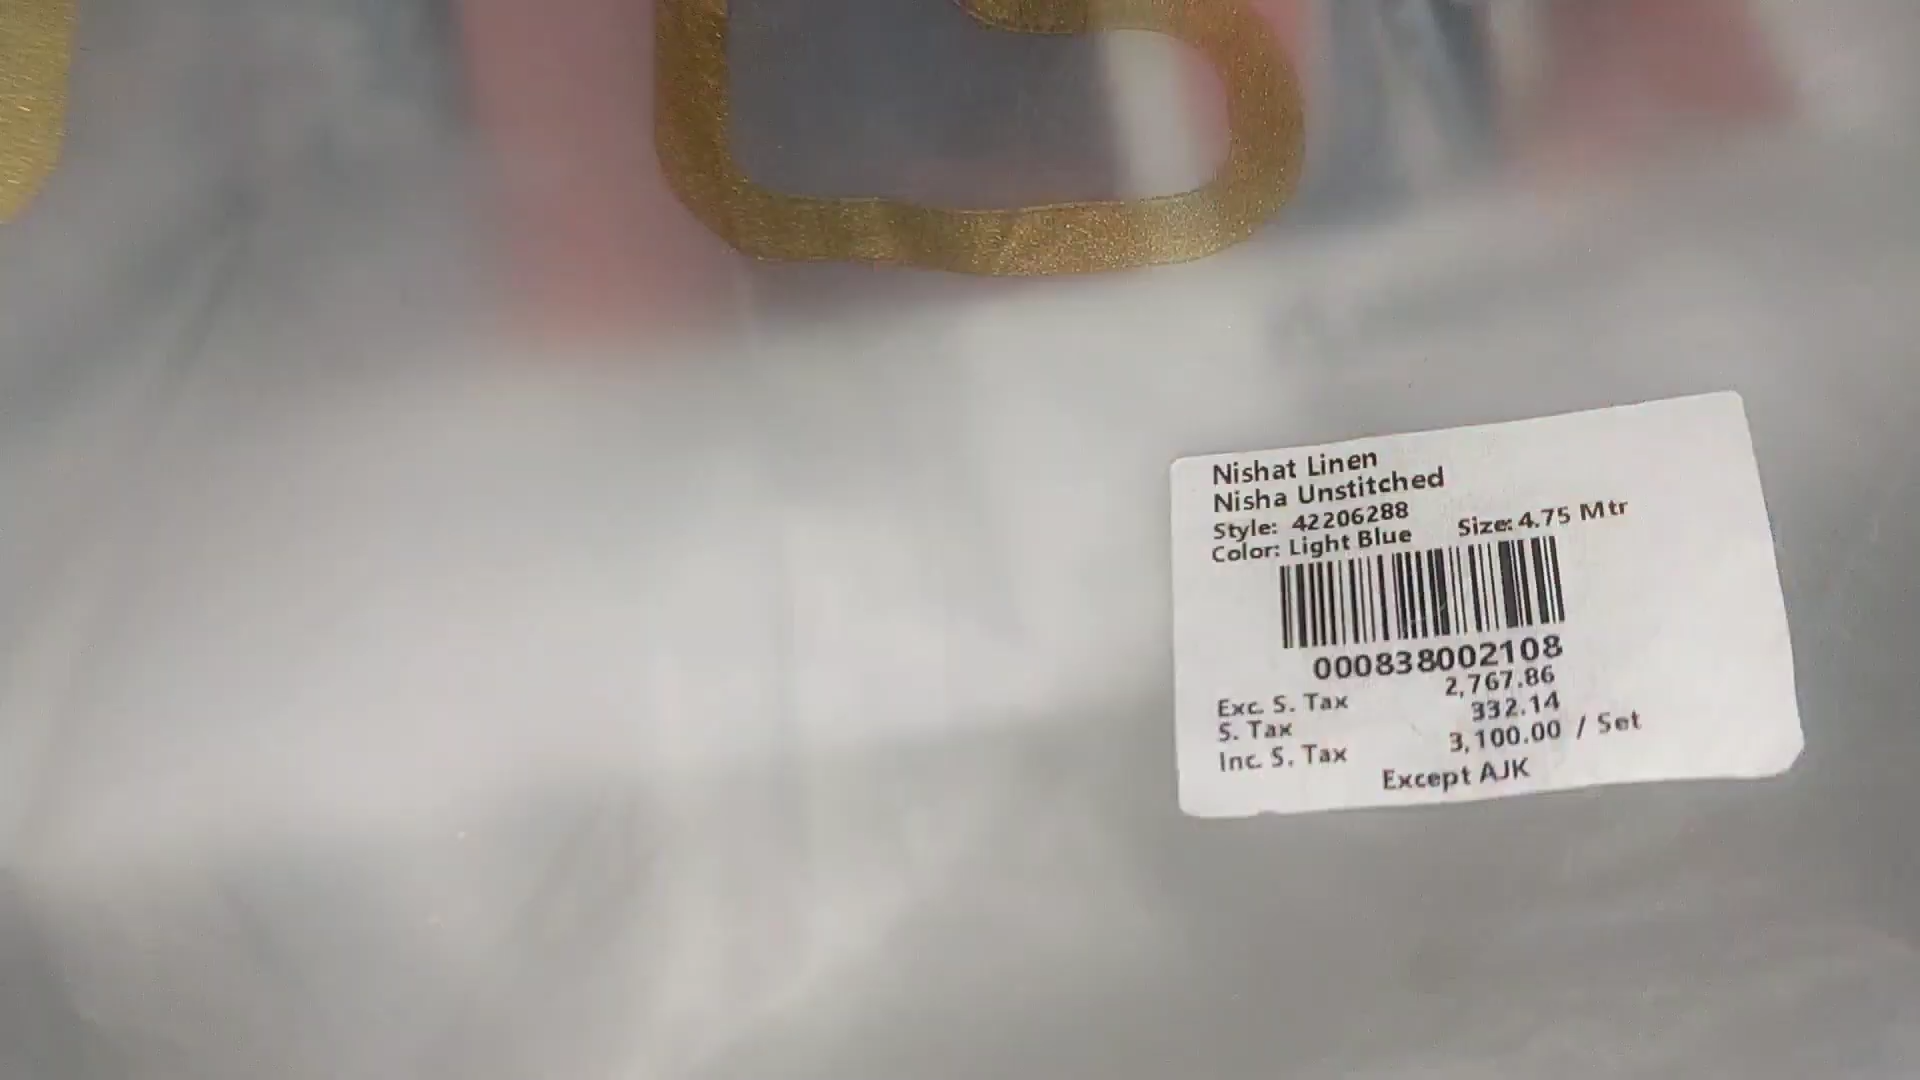 Nishat Linen
Nisha Unstitched
Style: 42206288
Color: Light Blue Size: 4.75 Mtr
000838002108
Exc. S. Tax 2,767.86
S. Tax 332.14
Inc. S. Tax 3,100.00 / Set
Except AJK